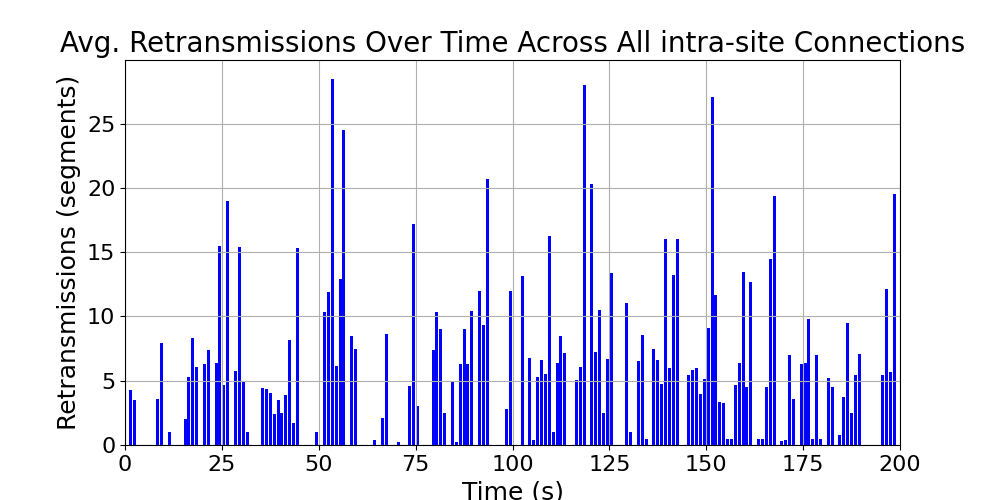 Avg. Retransmissions Over Time Across All intra-site Connections
Retransmissions (segments)
25
20
15
10
5
0
0 25 50 75 100 125 150 175 200
Time (s)